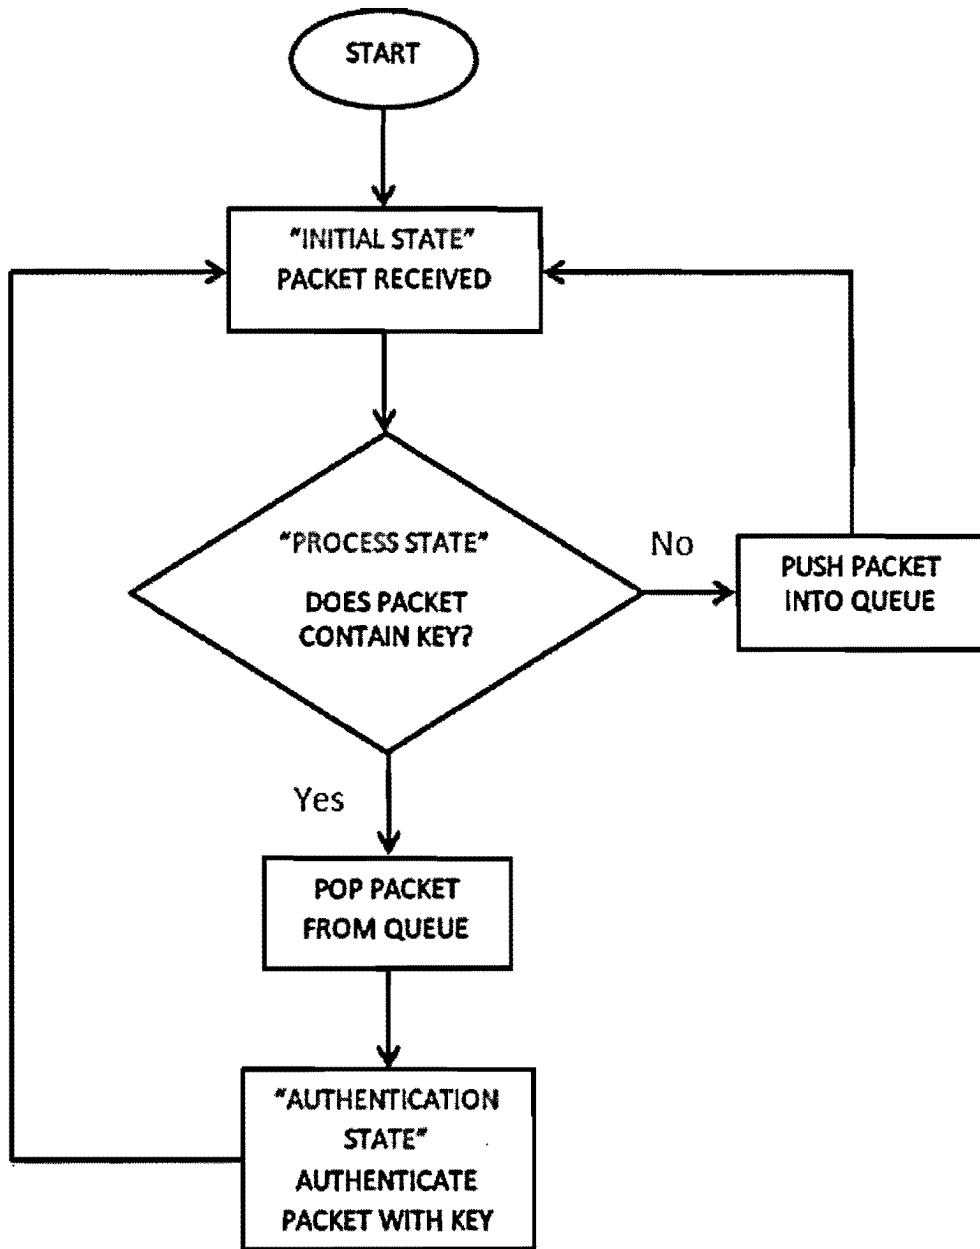 START
"INITIAL STATE"
PACKET RECEIVED
"PROCESS STATE"
DOES PACKET
CONTAIN KEY?
No
PUSH PACKET
INTO QUEUE
Yes
POP PACKET
FROM QUEUE
"AUTHENTICATION
STATE"
AUTHENTICATE
PACKET WITH KEY